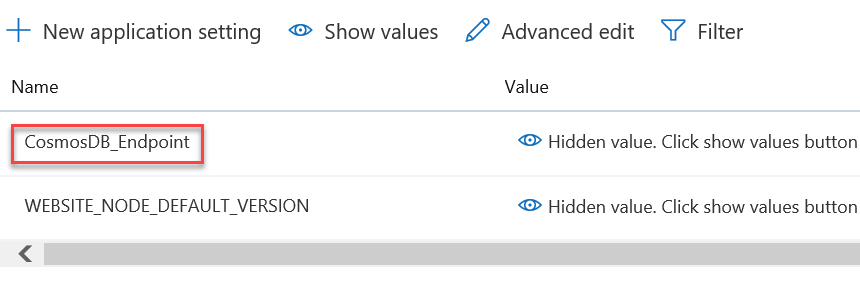 New application setting Show values Advanced edit Filter
Name Value
CosmosDB_Endpoint Hidden value. Click show values button
WEBSITE_NODE_DEFAULT_VERSION Hidden value. Click show values button